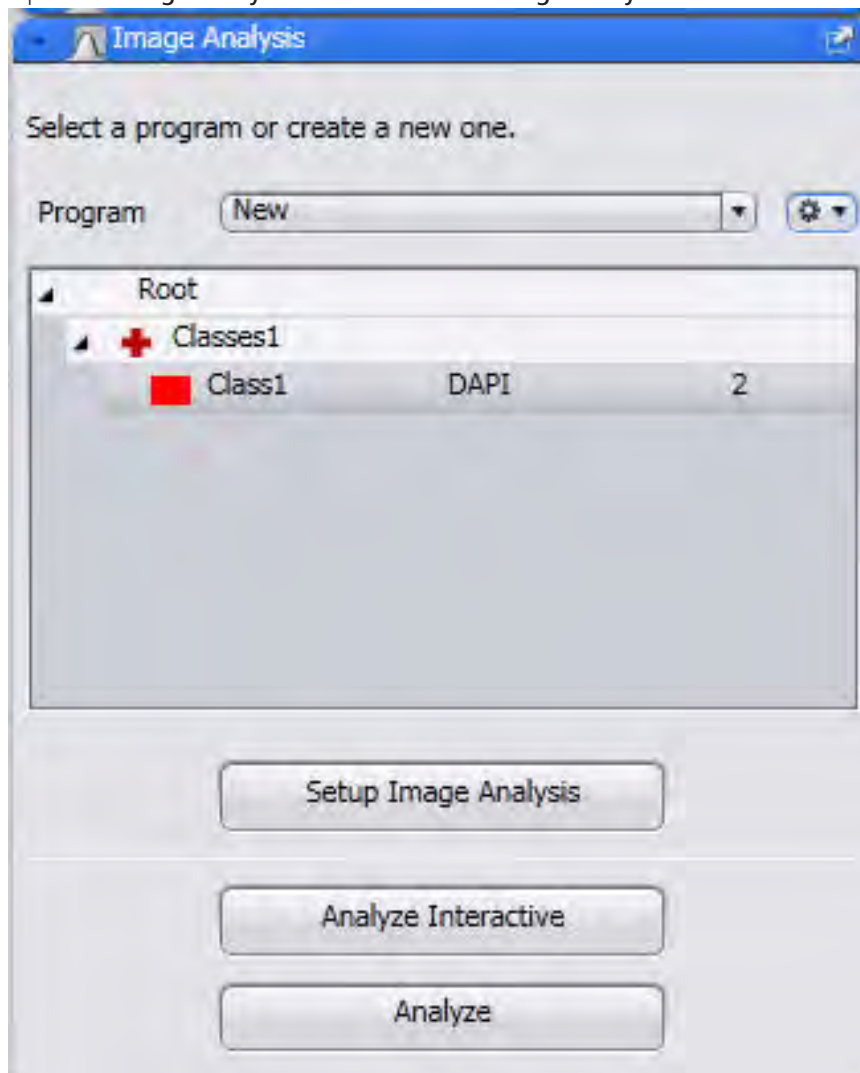 Image Analysis
Select a program or create a new one.
Program New
Root
Classes1
Class1 DAPI 2
Setup Image Analysis
Analyze Interactive
Analyze